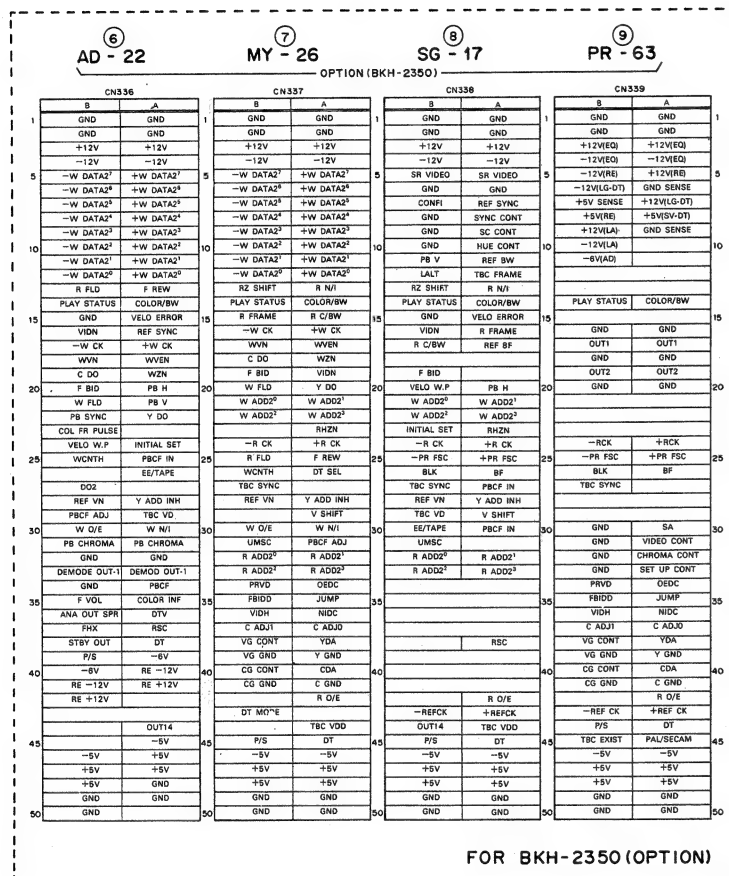 ⑥ ⑦ ⑧ ⑨
AD - 22 MY - 26 SG - 17 PR - 63
OPTION (BKH-2350)
CN336 CN337 CN338 CN339
B A B A B A B A
1 GND GND 1 GND GND 1 GND GND 1 GND GND 1
GND GND GND GND GND GND GND GND
+12V +12V +12V +12V +12V +12V +12V(EQ) +12V(EQ)
−12V −12V −12V −12V −12V −12V −12V(EQ) −12V(EQ)
5 −W DATA2⁷ +W DATA2⁷ 5 −W DATA2⁷ +W DATA2⁷ 5 SR VIDEO SR VIDEO 5 −12V(RE) +12V(RE) 5
−W DATA2⁶ +W DATA2⁶ −W DATA2⁶ +W DATA2⁶ GND GND −12V(LG-DT) GND SENSE
−W DATA2⁵ +W DATA2⁵ −W DATA2⁵ +W DATA2⁵ CONFI REF SYNC +5V SENSE +12V(LG-DT)
−W DATA2⁴ +W DATA2⁴ −W DATA2⁴ +W DATA2⁴ GND SYNC CONT +5V(RE) +5V(SV-DT)
−W DATA2³ +W DATA2³ −W DATA2³ +W DATA2³ GND SC CONT +12V(LA) GND SENSE
10 −W DATA2² +W DATA2² 10 −W DATA2² +W DATA2² 10 GND HUE CONT 10 −12V(LA) 10
−W DATA2¹ +W DATA2¹ −W DATA2¹ +W DATA2¹ PB V REF BW −6V(AD)
−W DATA2⁰ +W DATA2⁰ −W DATA2⁰ +W DATA2⁰ LALT TBC FRAME
R FLD F REW RZ SHIFT R N/I RZ SHIFT R N/I
PLAY STATUS COLOR/BW PLAY STATUS COLOR/BW PLAY STATUS COLOR/BW PLAY STATUS COLOR/BW
15 GND VELO ERROR 15 R FRAME R C/BW 15 GND VELO ERROR 15 15
VIDN REF SYNC −W CK +W CK VIDN R FRAME GND GND
−W CK +W CK WVN WVEN R C/BW REF BF OUT1 OUT1
WVN WVEN C DO WZN GND GND
C DO WZN F BID VIDN F BID OUT2 OUT2
20 F BID PB H 20 W FLD Y DO 20 VELO W.P PB H 20 GND GND 20
W FLD PB V W ADD2⁰ W ADD2¹ W ADD2⁰ W ADD2¹
PB SYNC Y DO W ADD2² W ADD2³ W ADD2² W ADD2³
COL FR PULSE RHZN INITIAL SET RHZN
VELO W.P INITIAL SET −R CK +R CK −R CK +R CK −RCK +RCK
25 WCNTH PBCF IN 25 R FLD F REW 25 −PR FSC +PR FSC 25 −PR FSC +PR FSC 25
EE/TAPE WCNTH DT SEL BLK BF BLK BF
DO2 TBC SYNC TBC SYNC PBCF IN TBC SYNC
REF VN Y ADD INH REF VN Y ADD INH REF VN Y ADD INH
PBCF ADJ TBC VD V SHIFT TBC VD V SHIFT
30 W O/E W N/I 30 W O/E W N/I 30 EE/TAPE PBCF IN 30 GND SA 30
PB CHROMA PB CHROMA UMSC PBCF ADJ UMSC GND VIDEO CONT
GND GND R ADD2⁰ R ADD2¹ R ADD2⁰ R ADD2¹ GND CHROMA CONT
DEMODE OUT-1 DEMOD OUT-1 R ADD2² R ADD2³ R ADD2² R ADD2³ GND SET UP CONT
GND PBCF PRVD OEDC PRVD OEDC
35 F VOL COLOR INF 35 FBIDD JUMP 35 35 FBIDD JUMP 35
ANA OUT SPR DTV VIDH NIDC VIDH NIDC
FHX RSC C ADJ1 C ADJ0 C ADJ1 C ADJ0
STBY OUT DT VG CONT YDA RSC VG CONT YDA
P/S −6V VG GND Y GND VG GND Y GND
40 −6V RE −12V 40 CG CONT CDA 40 40 CG CONT CDA 40
RE −12V RE +12V CG GND C GND CG GND C GND
RE +12V R O/E R O/E R O/E
DT MODE −REFCK +REFCK −REF CK +REF CK
OUT14 TBC VDD OUT14 TBC VDD P/S DT
45 −5V 45 P/S DT 45 P/S DT 45 TBC EXIST PAL/SECAM 45
−5V +5V −5V −5V −5V −5V −5V −5V
+5V +5V +5V +5V +5V +5V +5V +5V
+5V GND +5V +5V +5V +5V +5V +5V
GND GND GND GND GND GND GND GND
50 GND 50 GND GND 50 GND GND 50 GND GND 50
FOR BKH-2350 (OPTION)